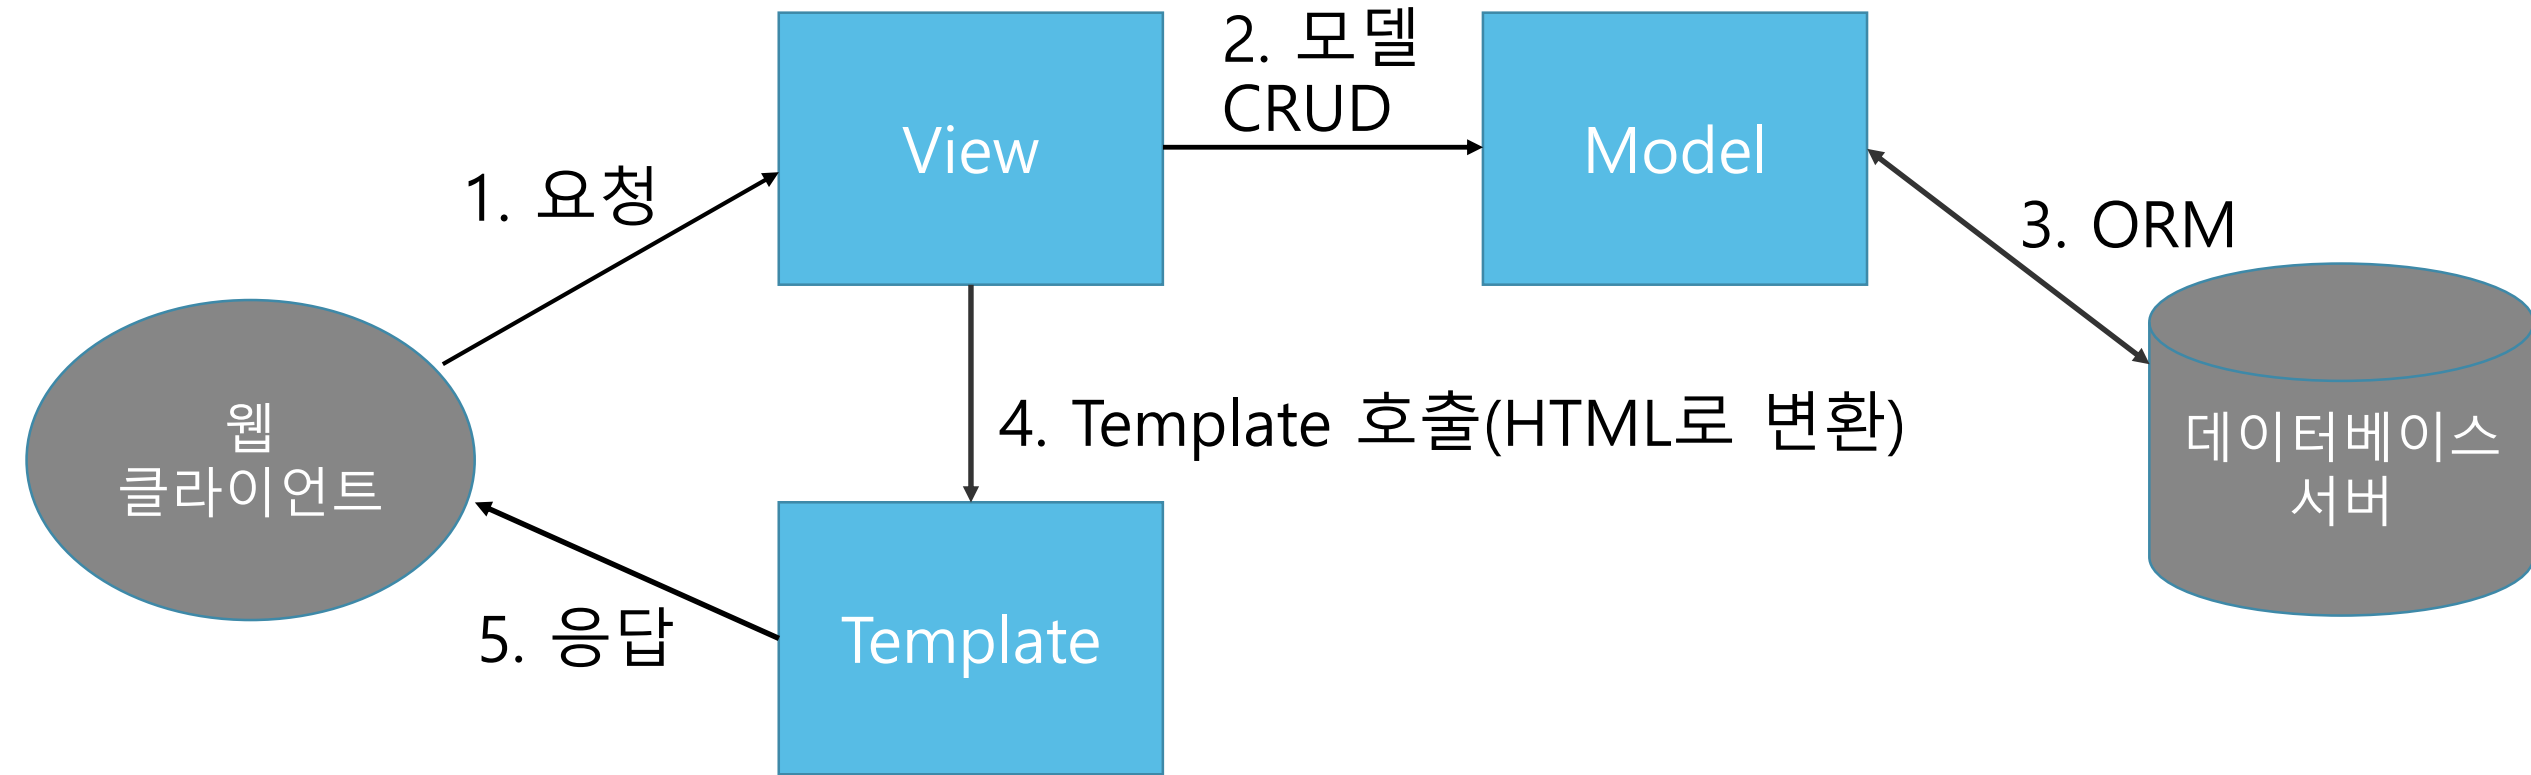 2. 모델
CRUD
View
Model
1. 요청
3. ORM
웹
클라이언트
4. Template 호출(HTML로 변환)
데이터베이스
서버
5. 응답
Template